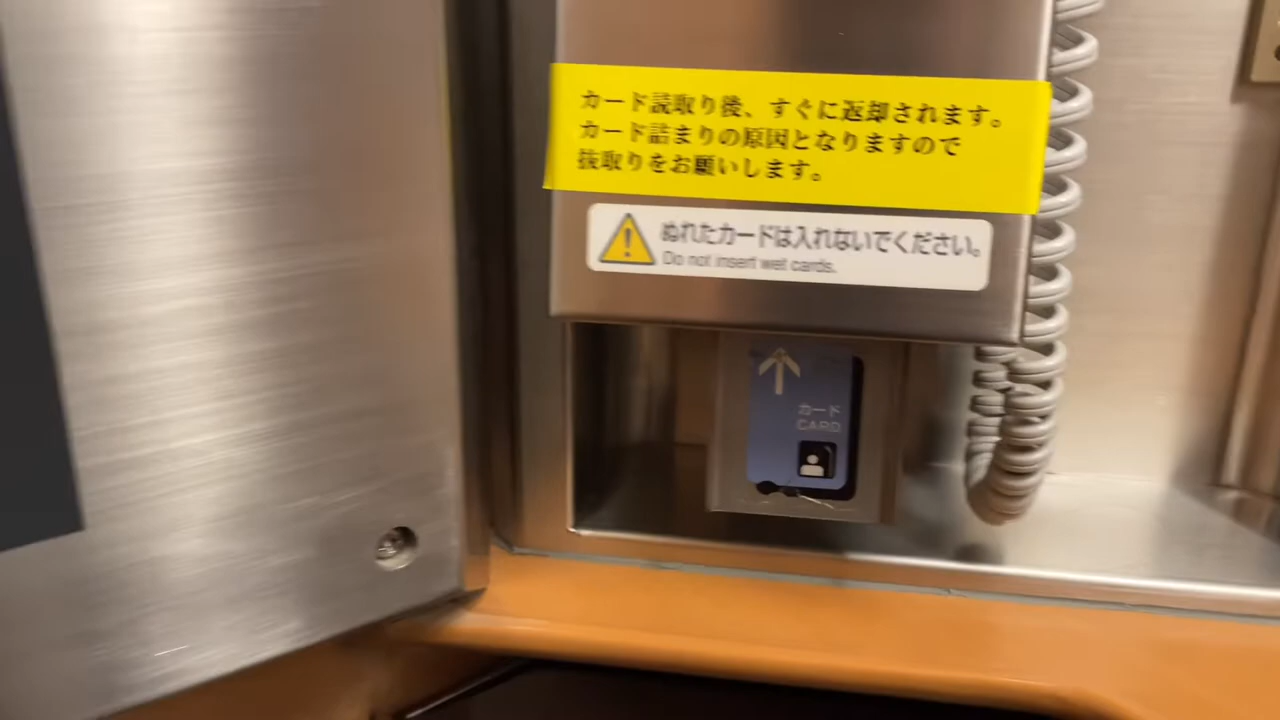 カード読取り後、すぐに返却されます。
カード詰まりの原因となりますので
抜取りをお願いします。
ぬれたカードは入れないでください。
Do not insert wet cards.
カード
CARD